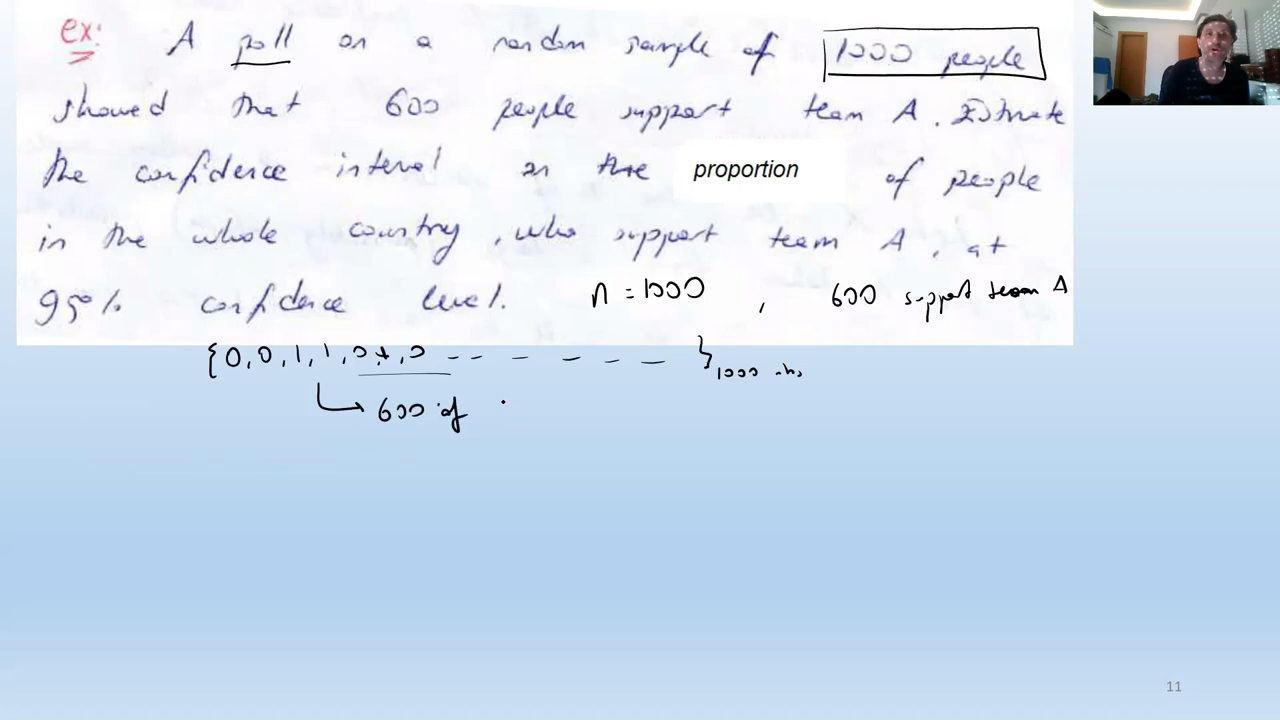 ex: A poll on a random sample of 1000 people
showed that 600 people support team A. Estimate
the confidence interval on the proportion of people
in the whole country, who support team A, at
95% confidence level. n = 1000 , 600 support team A
{0,0,1,1,0,1,0 -- - - - - }1000
600 of
11